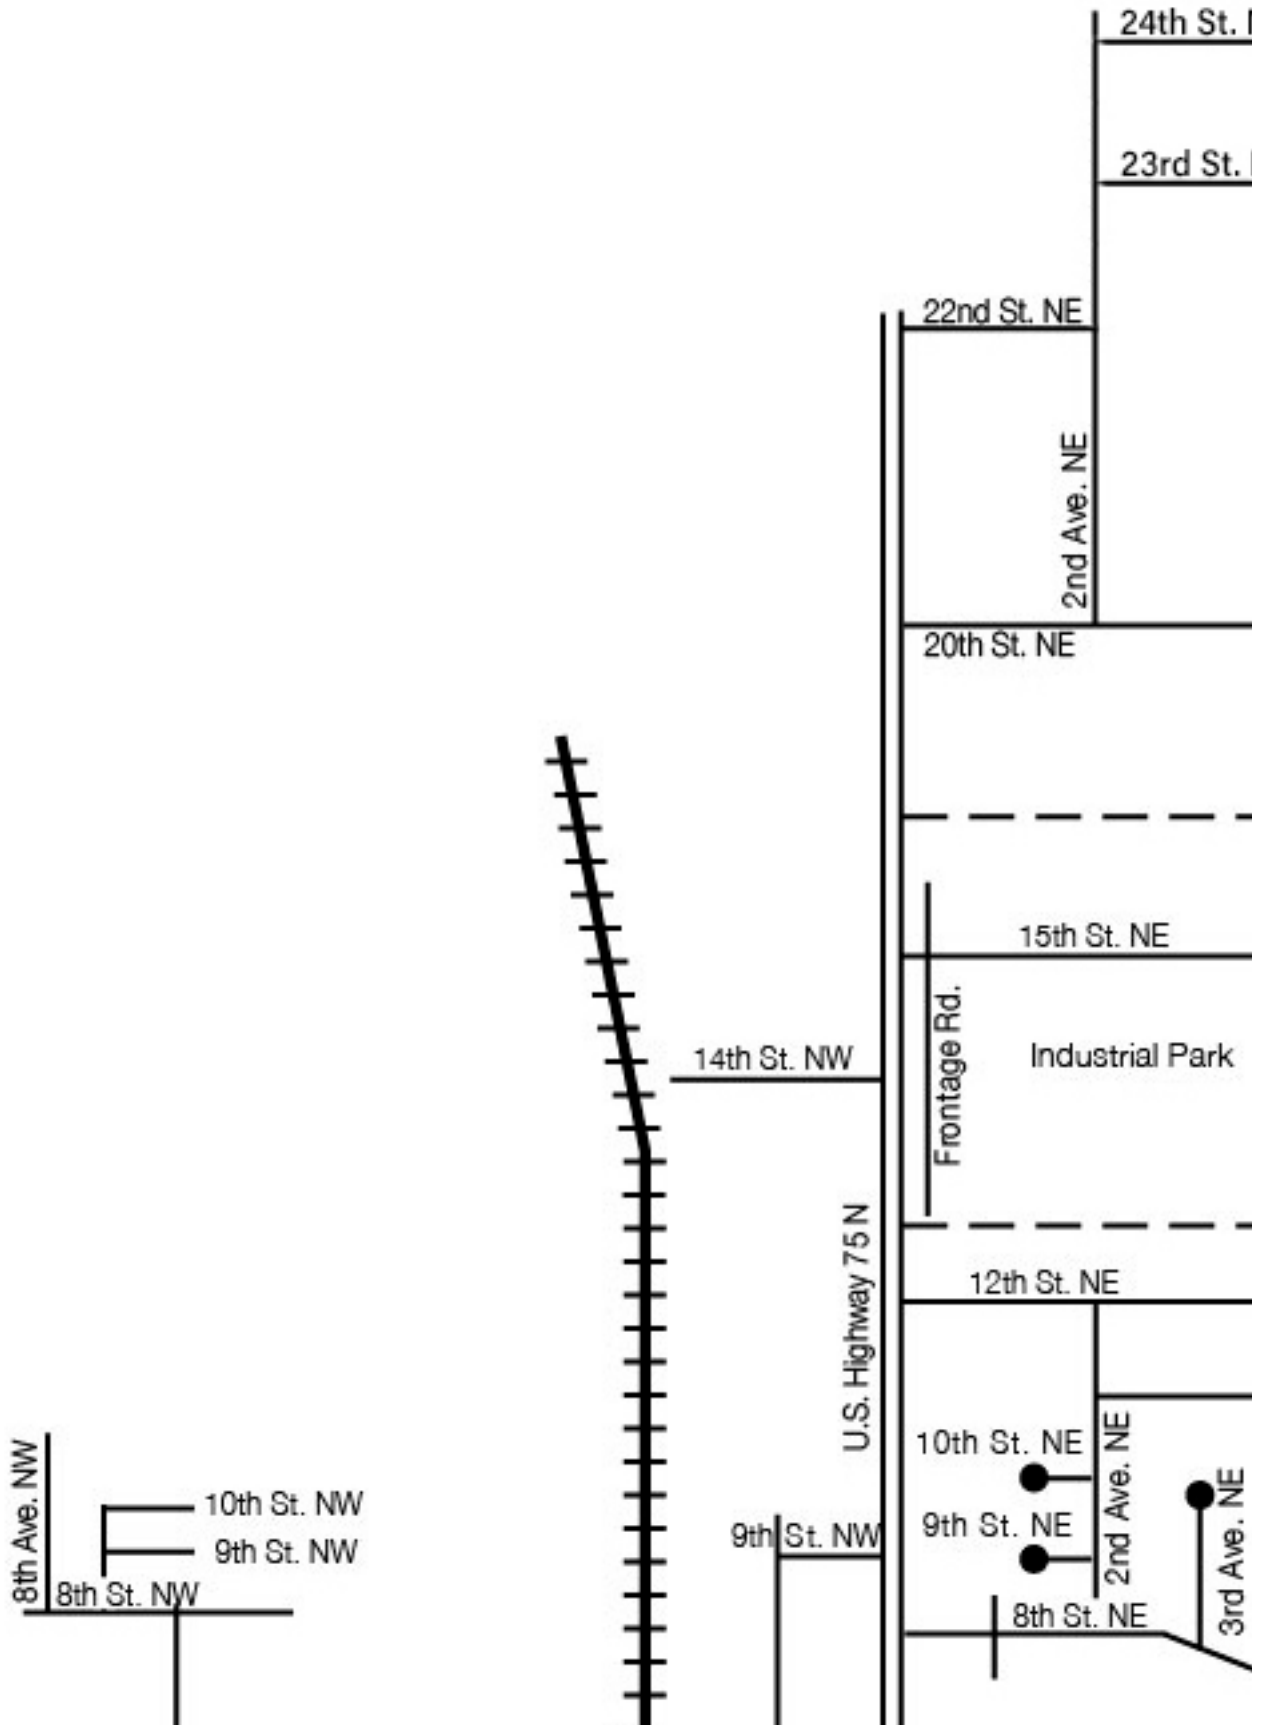 24th St.
23rd St.
22nd St. NE
2nd Ave. NE
20th St. NE
15th St. NE
Frontage Rd.
Industrial Park
14th St. NW
U.S. Highway 75 N
12th St. NE
10th St. NE
2nd Ave. NE
8th Ave. NW
10th St. NW
9th St. NW
9th St. NW
9th St. NE
3rd Ave. NE
8th St. NW
8th St. NE